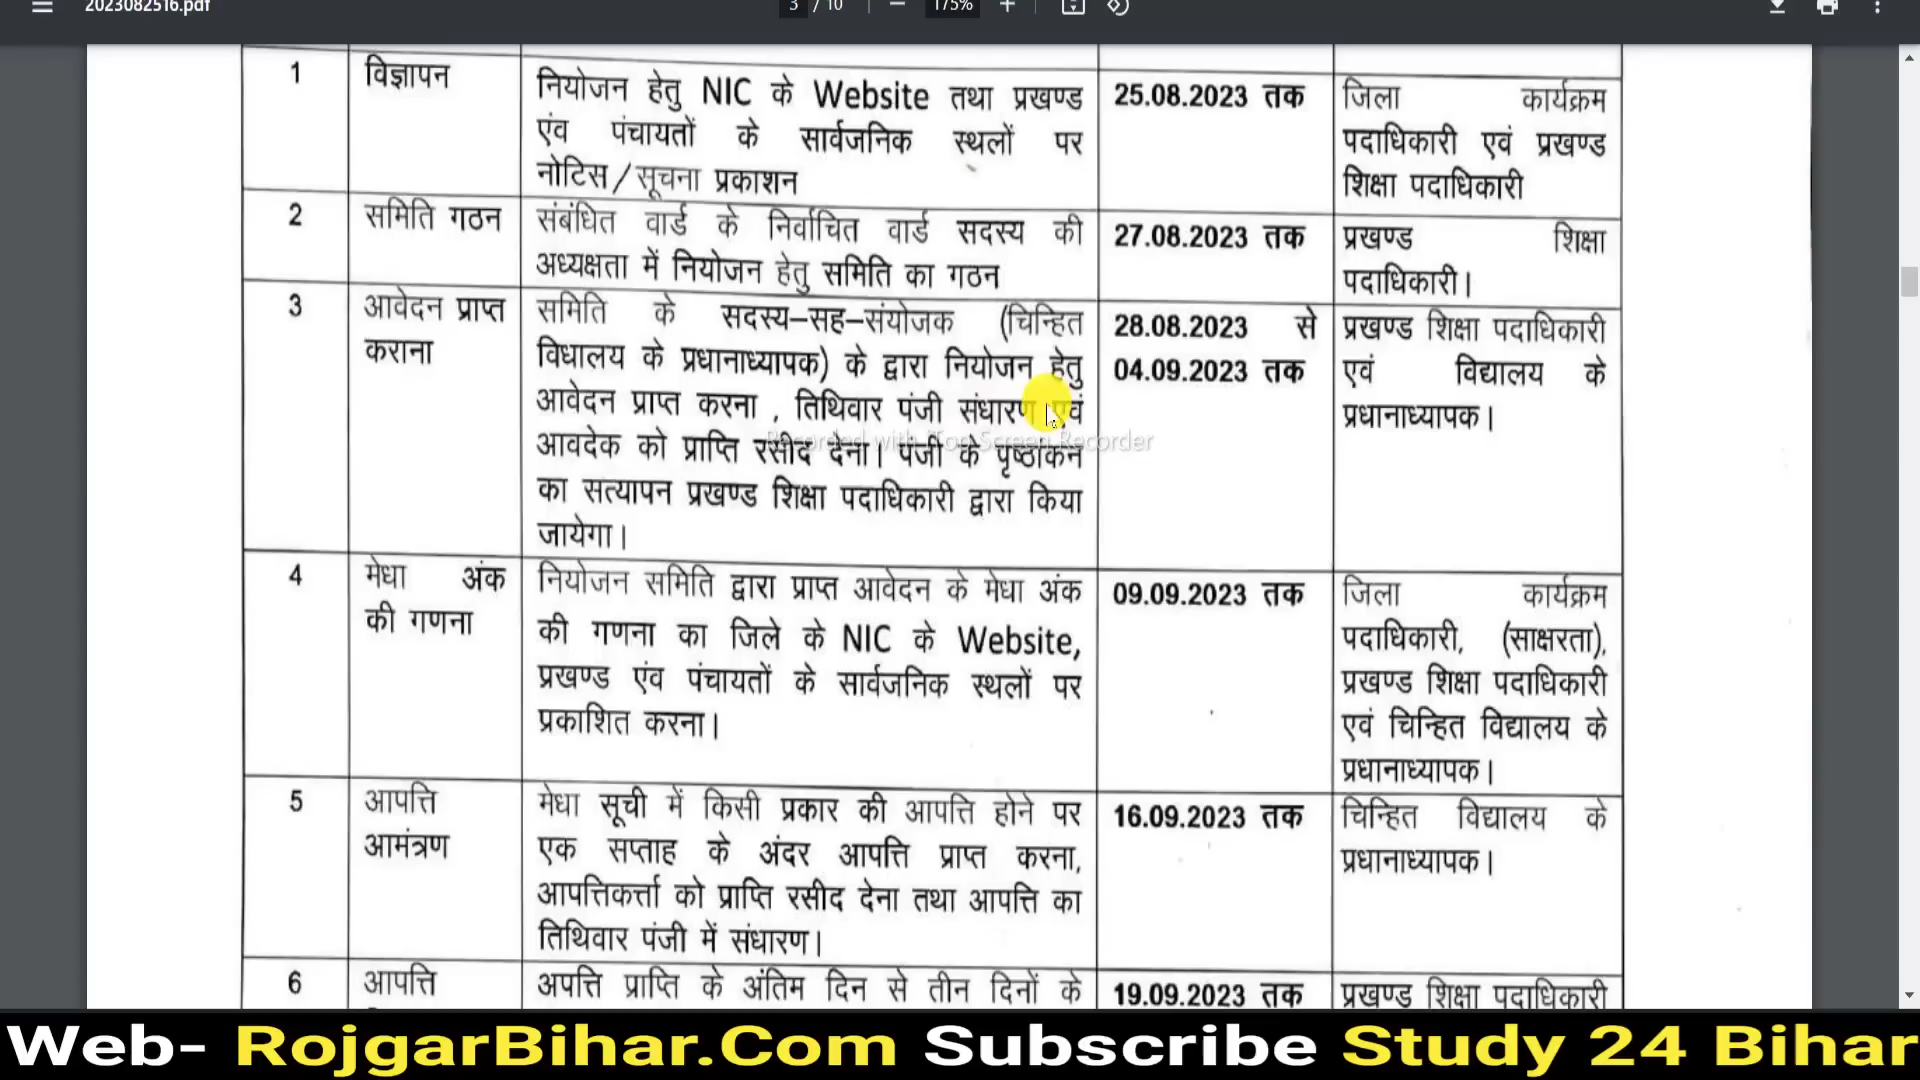 2023082516.pdf
3 / 10
175%
1
विज्ञापन
नियोजन हेतु NIC के Website तथा प्रखण्ड
एंव पंचायतों के सार्वजनिक स्थलों पर
नोटिस/सूचना प्रकाशन
25.08.2023 तक
जिला कार्यक्रम
पदाधिकारी एवं प्रखण्ड
शिक्षा पदाधिकारी
2
समिति गठन
संबंधित वार्ड के निर्वाचित वार्ड सदस्य की
अध्यक्षता में नियोजन हेतु समिति का गठन
27.08.2023 तक
प्रखण्ड शिक्षा
पदाधिकारी।
3
आवेदन प्राप्त
कराना
समिति के सदस्य–सह–संयोजक (चिन्हित
विधालय के प्रधानाध्यापक) के द्वारा नियोजन हेतु
आवेदन प्राप्त करना , तिथिवार पंजी संधारण एवं
आवदेक को प्राप्ति रसीद देना। पंजी के पृष्ठांकन
का सत्यापन प्रखण्ड शिक्षा पदाधिकारी द्वारा किया
जायेगा।
28.08.2023 से
04.09.2023 तक
प्रखण्ड शिक्षा पदाधिकारी
एवं विद्यालय के
प्रधानाध्यापक।
Recorded with iTop Screen Recorder
4
मेधा अंक
की गणना
नियोजन समिति द्वारा प्राप्त आवेदन के मेधा अंक
की गणना का जिले के NIC के Website,
प्रखण्ड एंव पंचायतों के सार्वजनिक स्थलों पर
प्रकाशित करना।
09.09.2023 तक
जिला कार्यक्रम
पदाधिकारी, (साक्षरता),
प्रखण्ड शिक्षा पदाधिकारी
एवं चिन्हित विद्यालय के
प्रधानाध्यापक।
5
आपत्ति
आमंत्रण
मेधा सूची में किसी प्रकार की आपत्ति होने पर
एक सप्ताह के अंदर आपत्ति प्राप्त करना,
आपत्तिकर्त्ता को प्राप्ति रसीद देना तथा आपत्ति का
तिथिवार पंजी में संधारण।
16.09.2023 तक
चिन्हित विद्यालय के
प्रधानाध्यापक।
6
आपत्ति
अपत्ति प्राप्ति के अंतिम दिन से तीन दिनों के
19.09.2023 तक
प्रखण्ड शिक्षा पदाधिकारी
Web- RojgarBihar.Com Subscribe Study 24 Bihar